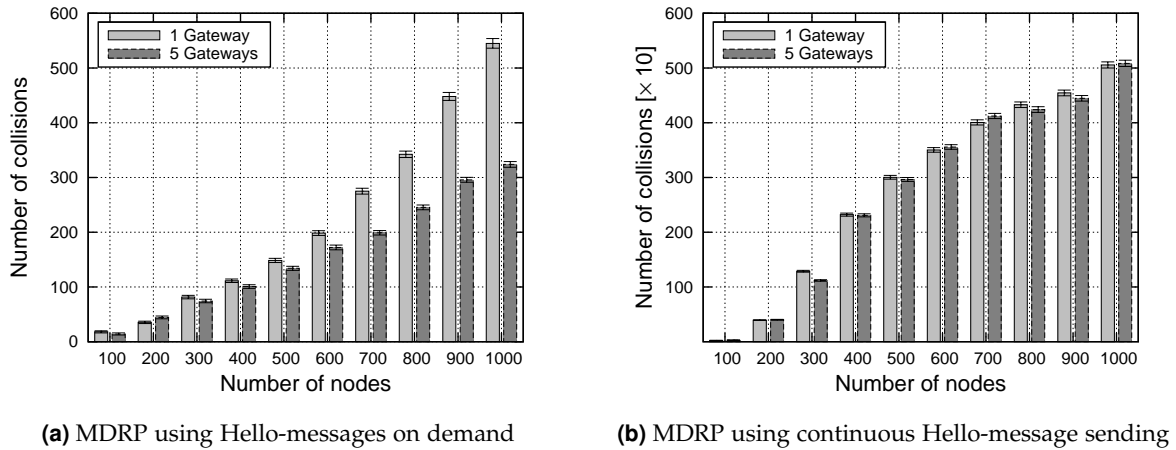 Number of collisions
600
500
400
300
200
100
0
1 Gateway
5 Gateways
100 200 300 400 500 600 700 800 900 1000
Number of nodes
(a) MDRP using Hello-messages on demand
Number of collisions [× 10]
600
500
400
300
200
100
1 Gateway
5 Gateways
100 200 300 400 500 600 700 800 900 1000
Number of nodes
(b) MDRP using continuous Hello-message sending